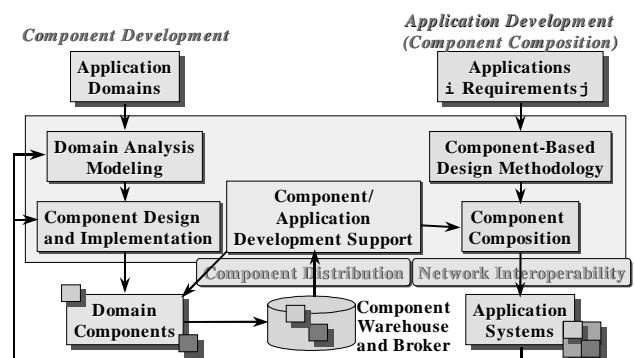 Component Development
Application Development
(Component Composition)
Application
Domains
Applications
i Requirements j
Domain Analysis
Modeling
Component-Based
Design Methodology
Component/
Application
Development Support
Component Design
and Implementation
Component
Composition
Component Distribution
Network Interoperability
Domain
Components
Component
Warehouse
and Broker
Application
Systems